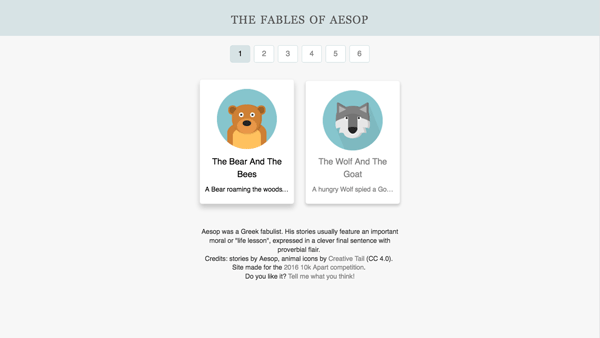 THE FABLES OF AESOP
1 2 3 4 5 6
The Bear And The
Bees
A Bear roaming the woods...
The Wolf And The
Goat
A hungry Wolf spied a Go...
Aesop was a Greek fabulist. His stories usually feature an important
moral or "life lesson", expressed in a clever final sentence with
proverbial flair.
Credits: stories by Aesop, animal icons by Creative Tail (CC 4.0).
Site made for the 2016 10k Apart competition.
Do you like it? Tell me what you think!